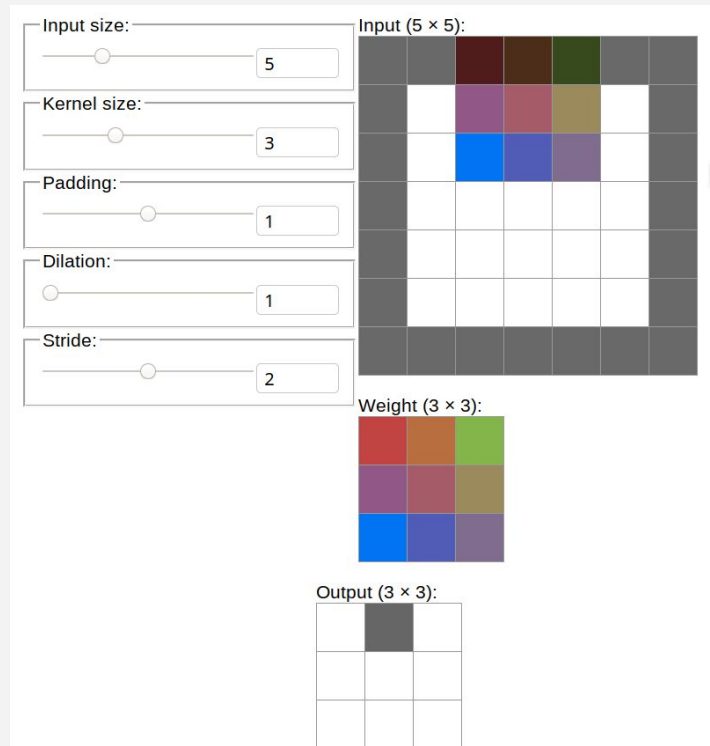 Input size:
5
Kernel size:
3
Padding:
1
Dilation:
1
Stride:
2
Input (5 × 5):
Weight (3 × 3):
Output (3 × 3):